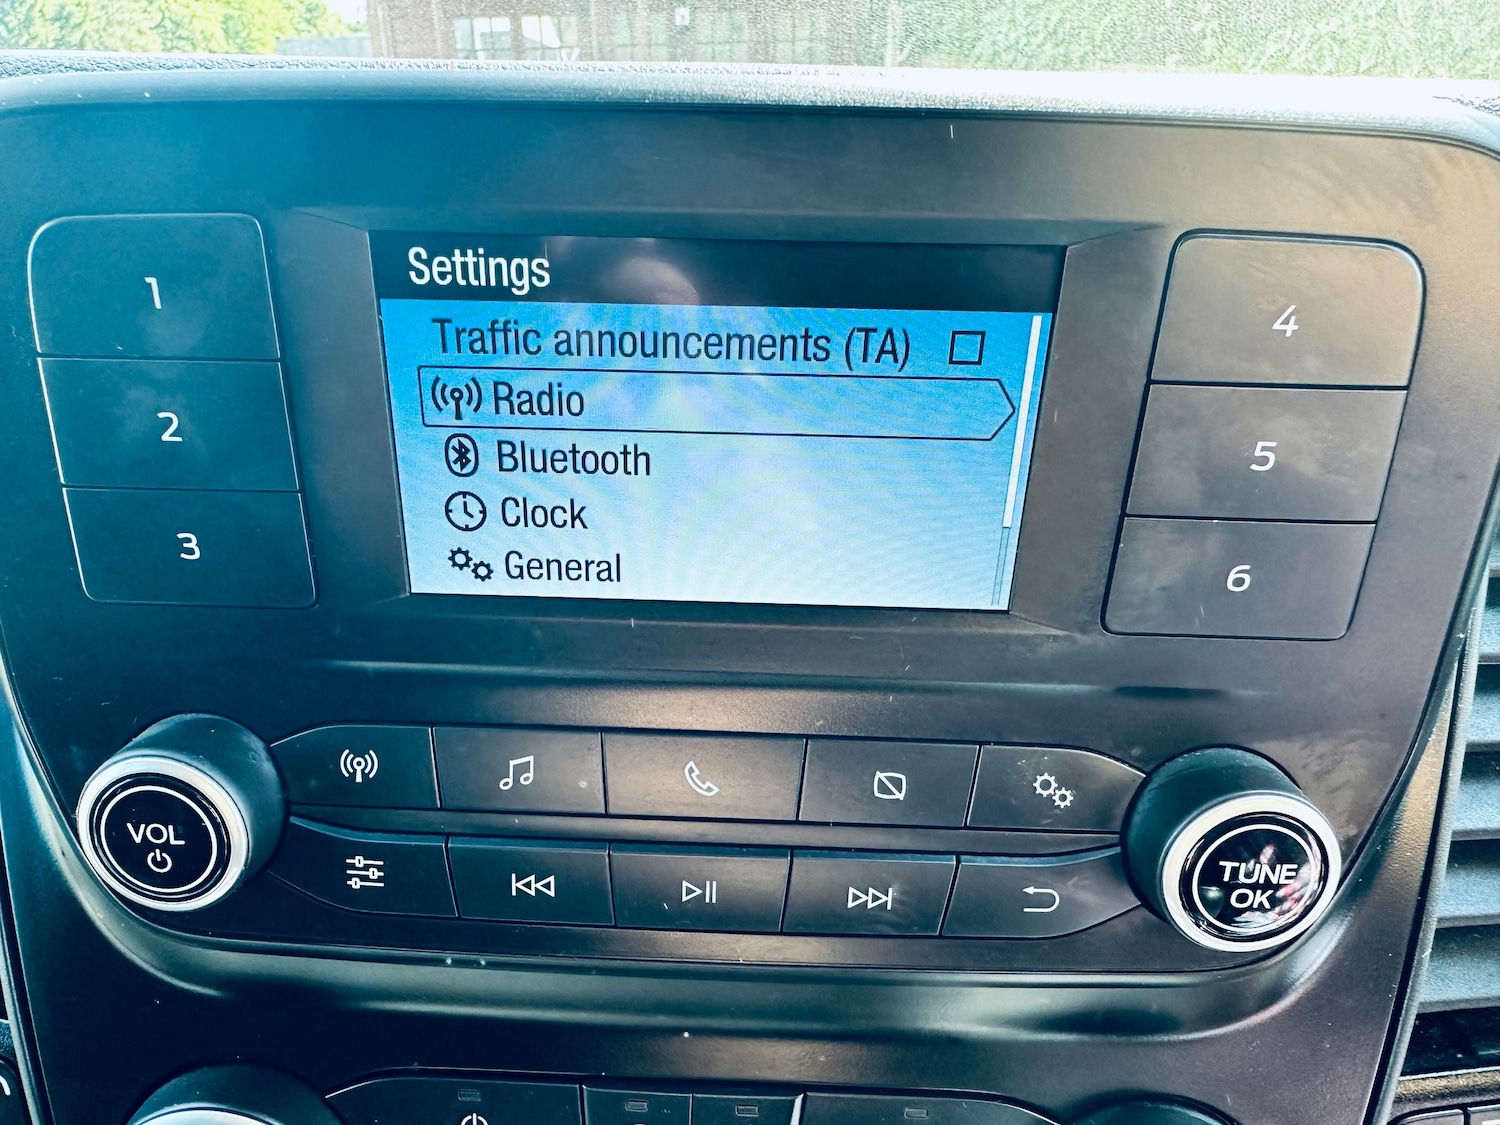 Settings
Traffic announcements (TA)
Radio
Bluetooth
Clock
General
1
2
3
4
5
6
VOL
TUNE
OK